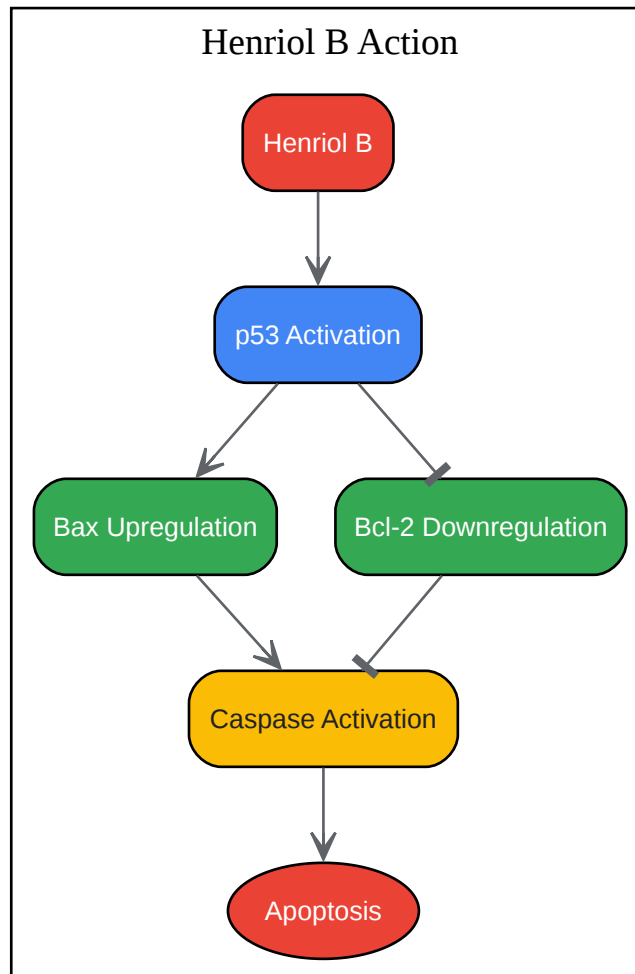 Henriol B Action
Henriol B
p53 Activation
Bax Upregulation
Bcl-2 Downregulation
Caspase Activation
Apoptosis